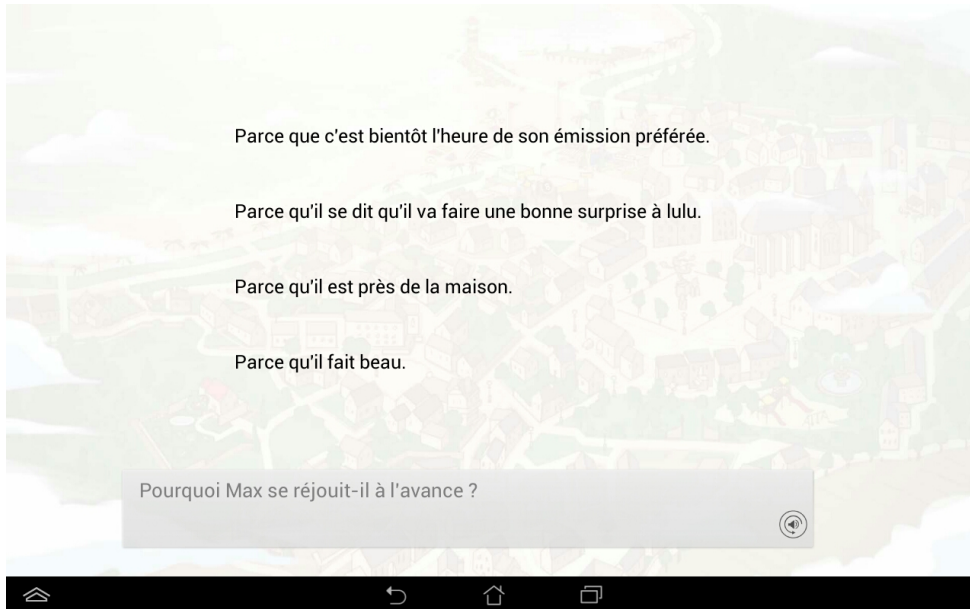 Parce que c'est bientôt l'heure de son émission préférée.
Parce qu'il se dit qu'il va faire une bonne surprise à lulu.
Parce qu'il est près de la maison.
Parce qu'il fait beau.
Pourquoi Max se réjouit-il à l'avance ?